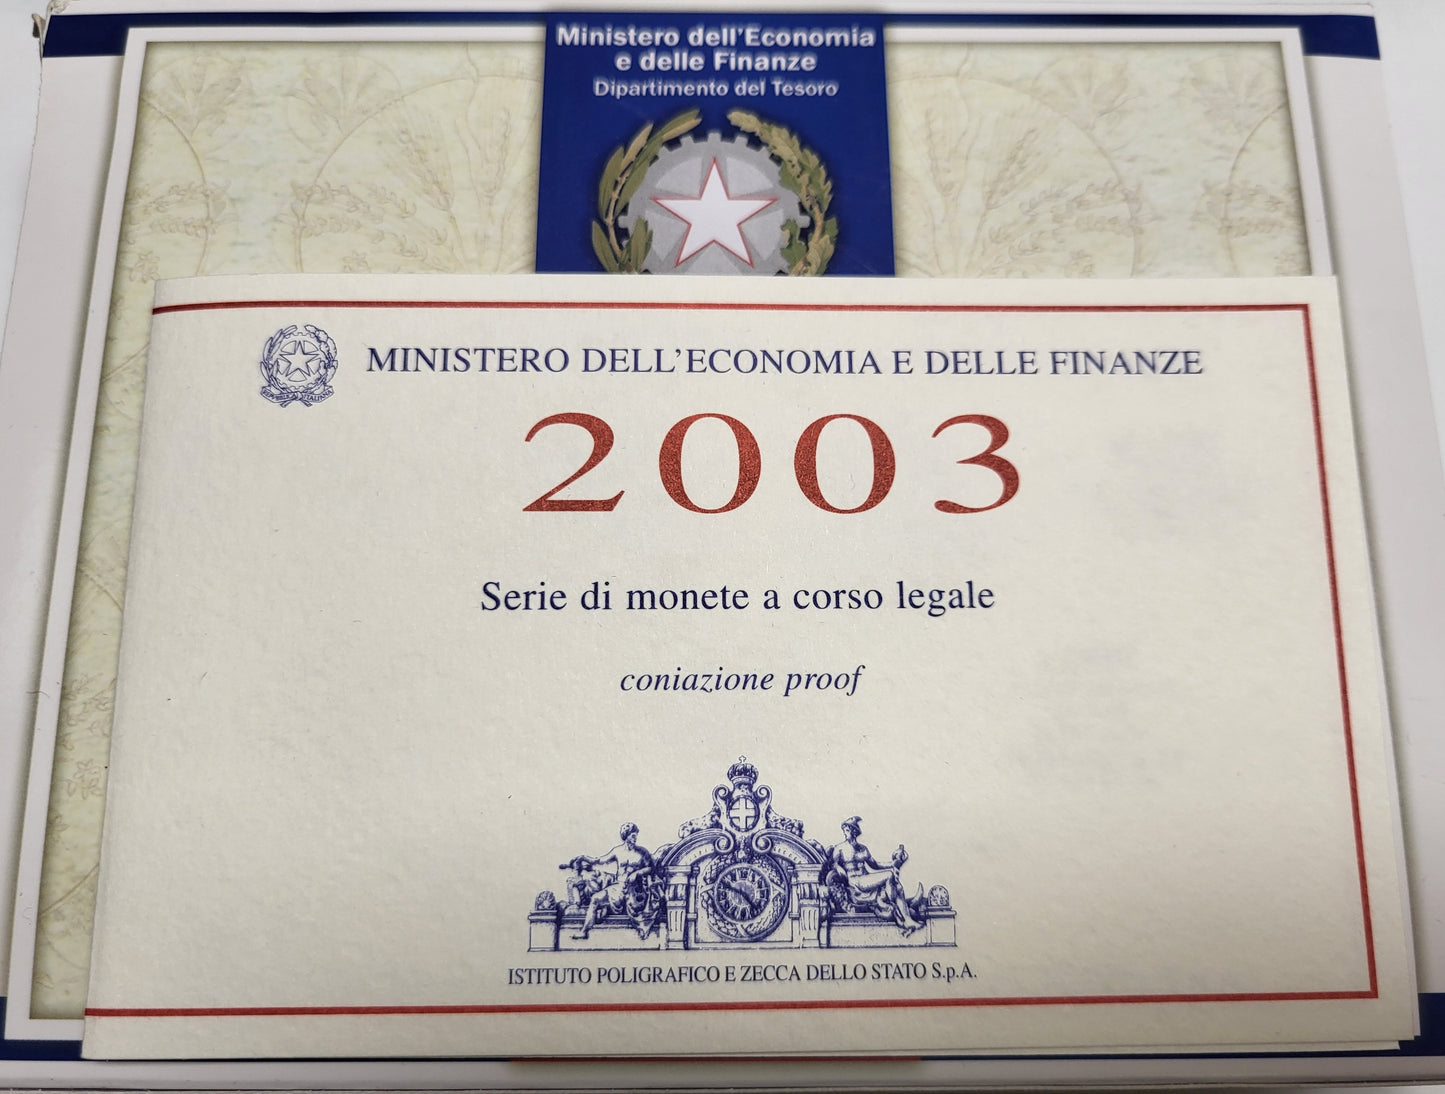 Ministero dell'Economia
e delle Finanze
Dipartimento del Tesoro
MINISTERO DELL'ECONOMIA E DELLE FINANZE
2003
Serie di monete a corso legale
coniazione proof
ISTITUTO POLIGRAFICO E ZECCA DELLO STATO S.p.A.